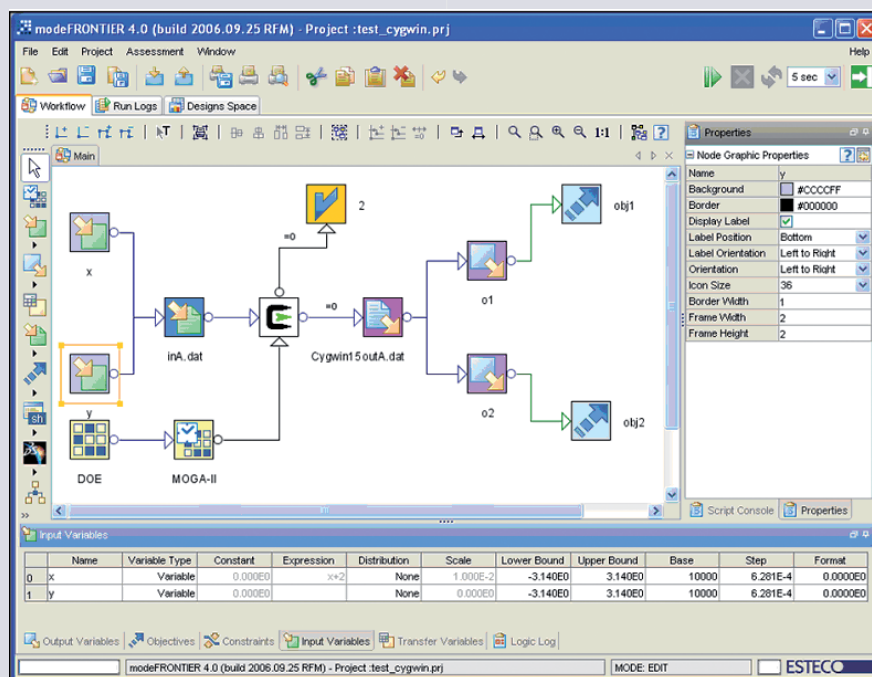 modeFRONTIER 4.0 (build 2006.09.25 RFM) - Project :test_cygwin.prj
File Edit Project Assessment Window Help
5 sec
Workflow Run Logs Designs Space
T 1:1 ? Properties
Main
Node Graphic Properties ?
Name y
Background #CCCCFF
Border #000000
Display Label
Label Position Bottom
Label Orientation Left to Right
Orientation Left to Right
Icon Size 36
Border Width 1
Frame Width 2
Frame Height 2
2
obj1
=0
x
o1
=0
inA.dat
Cygwin15outA.dat
sh
y
o2
obj2
DOE
MOGA-II
Script Console Properties
Input Variables
Name Variable Type Constant Expression Distribution Scale Lower Bound Upper Bound Base Step Format
0 x Variable 0.000E0 x+2 None 1.000E-2 -3.140E0 3.140E0 10000 6.281E-4 0.0000E0
1 y Variable 0.000E0 None 0.000E0 -3.140E0 3.140E0 10000 6.281E-4 0.0000E0
Output Variables Objectives Constraints Input Variables Transfer Variables Logic Log
modeFRONTIER 4.0 (build 2006.09.25 RFM) - Project :test_cygwin.prj MODE: EDIT ESTECO